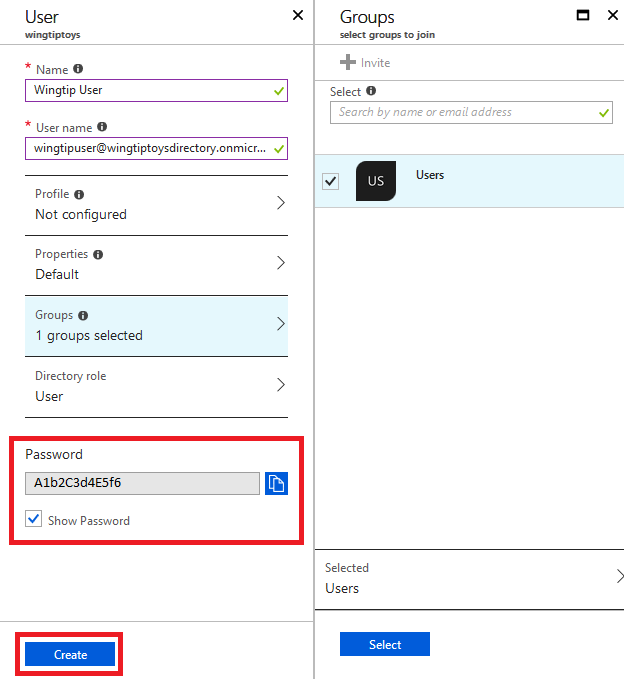 User
wingtiptoys
* Name
Wingtip User
* User name
wingtipuser@wingtiptoysdirectory.onmicr...
Profile
Not configured
Properties
Default
Groups
1 groups selected
Directory role
User
Password
A1b2C3d4E5f6
Show Password
Create
Groups
select groups to join
Invite
Select
Search by name or email address
US
Users
Selected
Users
Select